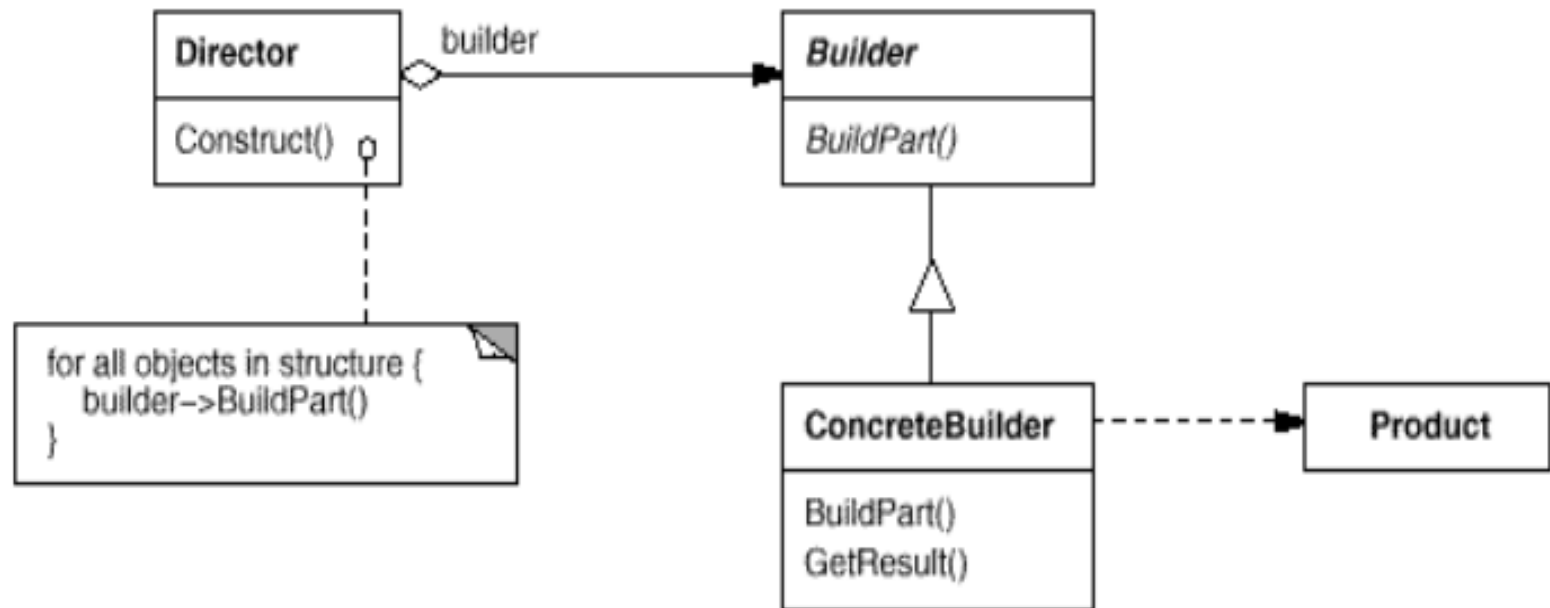 Director
Construct()
builder
Builder
BuildPart()
for all objects in structure {
builder−>BuildPart()
}
ConcreteBuilder
BuildPart()
GetResult()
Product